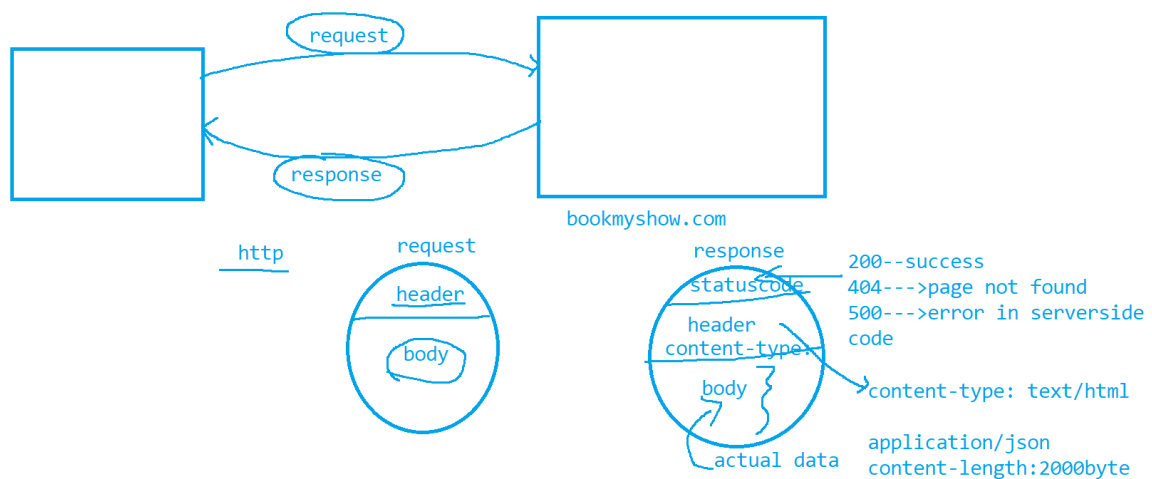 request
response
bookmyshow.com
http
request
header
body
response
statuscode
header
content-type:
body
actual data
200--success
404--->page not found
500--->error in serverside
code
content-type: text/html
application/json
content-length:2000byte